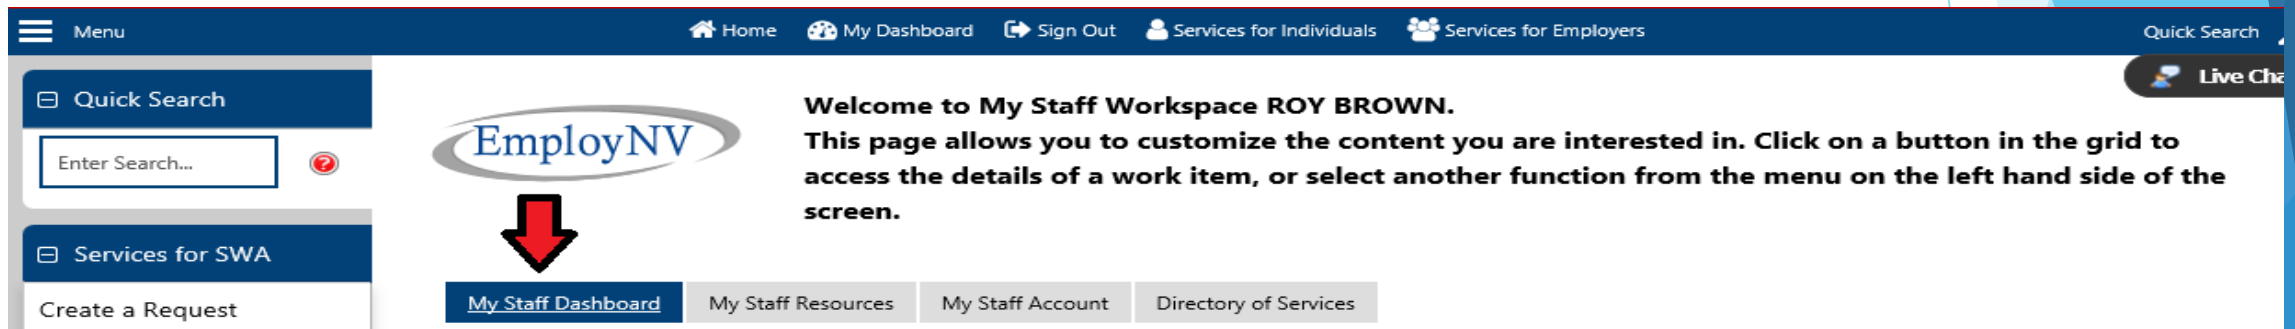 Menu
Home My Dashboard Sign Out Services for Individuals Services for Employers
Quick Search
Live
Quick Search
Enter Search...
?
Services for SWA
Create a Request
EmployNV
Welcome to My Staff Workspace ROY BROWN.
This page allows you to customize the content you are interested in. Click on a button in the grid to
access the details of a work item, or select another function from the menu on the left hand side of the
screen.
My Staff Dashboard My Staff Resources My Staff Account Directory of Services